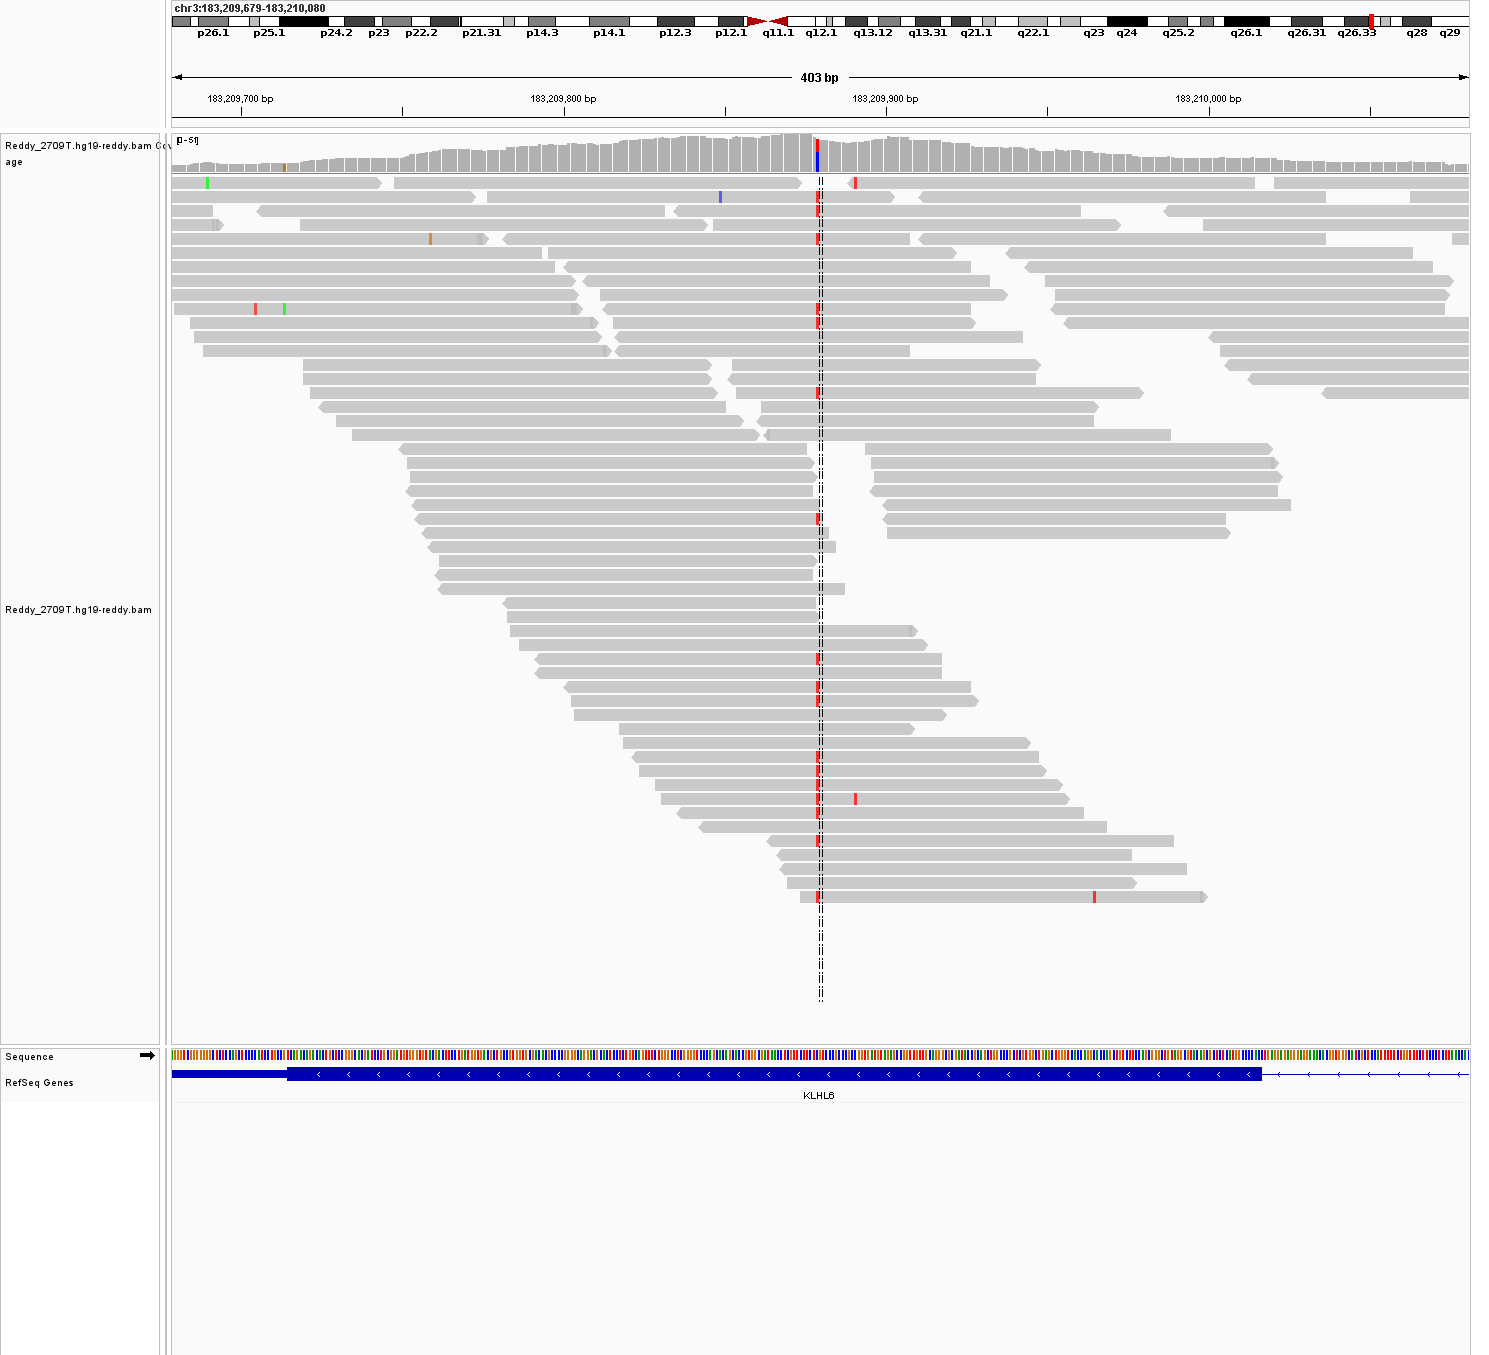 chr3:183,209,679-183,210,080
p26.1 p25.1 p24.2 p23 p22.2 p21.31 p14.3 p14.1 p12.3 p12.1 q11.1 q12.1 q13.12 q13.31 q21.1 q22.1 q23 q24 q25.2 q26.1 q26.31 q26.33 q28 q29
403 bp
183,209,700 bp 183,209,800 bp 183,209,900 bp 183,210,000 bp
Reddy_2709T.hg19-reddy.bam Cov
age
[0-51]
Reddy_2709T.hg19-reddy.bam
Sequence
RefSeq Genes
KLHL6